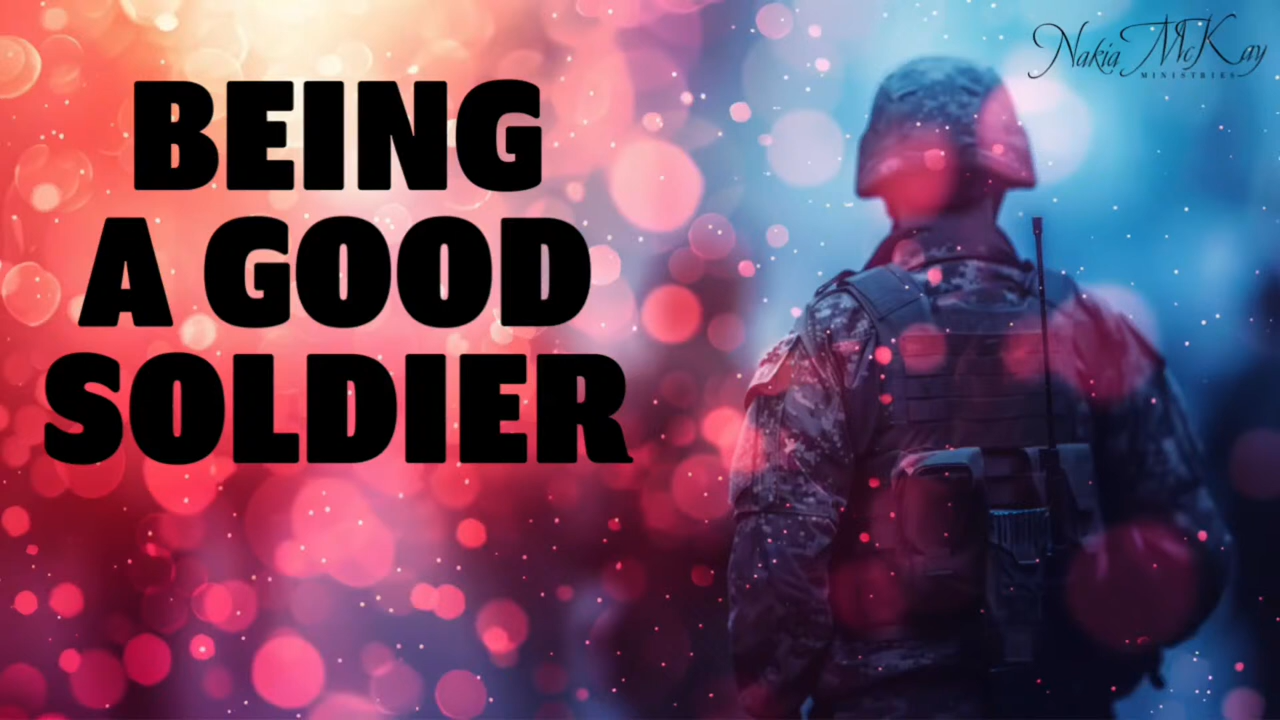 BEING
A GOOD
SOLDIER
Nakia McKay
MINISTRIES